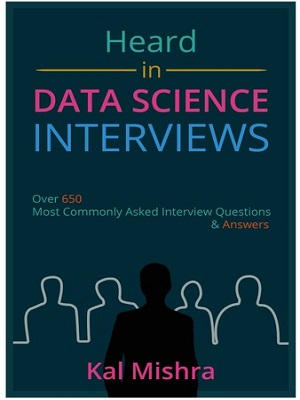 Heard
in
DATA SCIENCE
INTERVIEWS
Over 650
Most Commonly Asked Interview Questions
& Answers
Kal Mishra